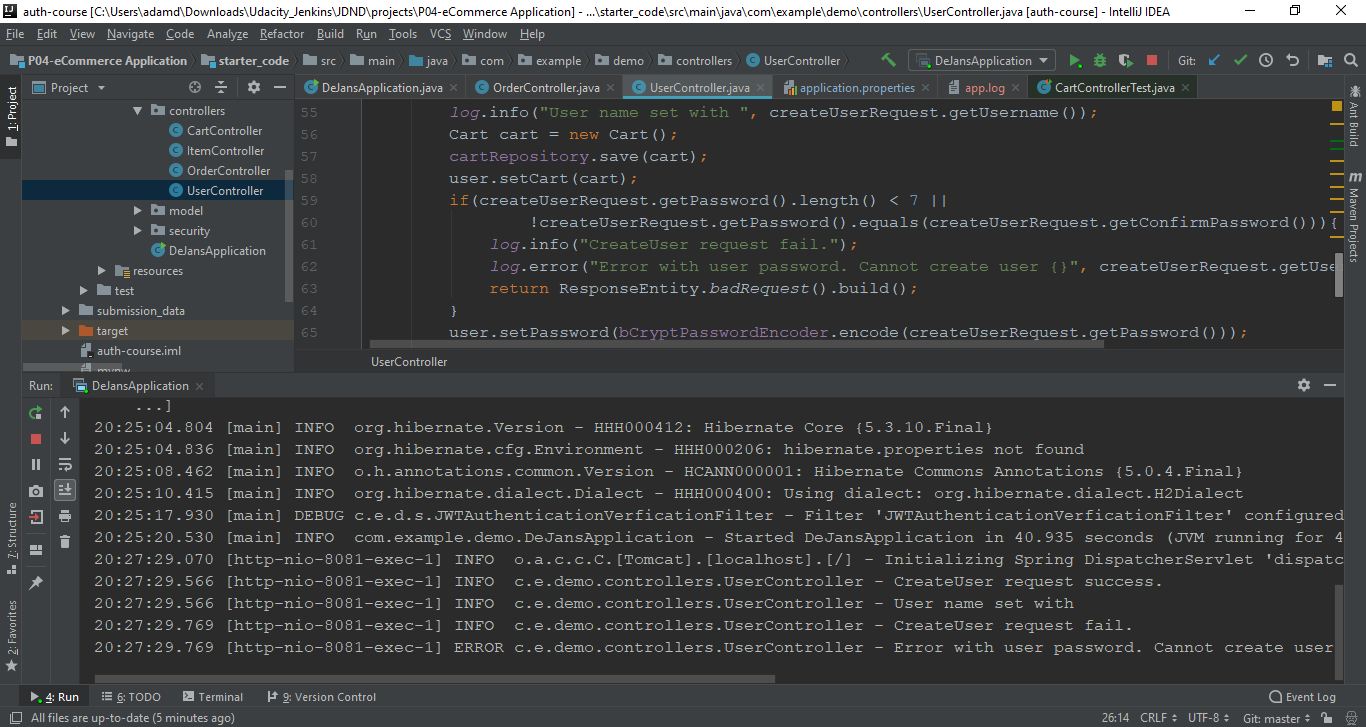 auth-course [C:\Users\adamd\Downloads\Udacity_Jenkins\JDND\projects\P04-eCommerce Application] - ...\starter_code\src\main\java\com\example\demo\controllers\UserController.java [auth-course] - IntelliJ IDEA
File Edit View Navigate Code Analyze Refactor Build Run Tools VCS Window Help
P04-eCommerce Application starter_code src main java com example demo controllers UserController DeJansApplication Git:
Project DeJansApplication.java OrderController.java UserController.java application.properties app.log CartControllerTest.java
1: Project
Ant Build
Maven Projects
controllers
CartController
ItemController
OrderController
UserController
model
security
DeJansApplication
resources
test
submission_data
target
auth-course.iml
mvnw
55 log.info("User name set with ", createUserRequest.getUsername());
56 Cart cart = new Cart();
57 cartRepository.save(cart);
58 user.setCart(cart);
59 if(createUserRequest.getPassword().length() < 7 ||
60 !createUserRequest.getPassword().equals(createUserRequest.getConfirmPassword())){
61 log.info("CreateUser request fail.");
62 log.error("Error with user password. Cannot create user {}", createUserRequest.getUse
63 return ResponseEntity.badRequest().build();
64 }
65 user.setPassword(bCryptPasswordEncoder.encode(createUserRequest.getPassword()));
UserController
Run: DeJansApplication
...]
20:25:04.804 [main] INFO org.hibernate.Version - HHH000412: Hibernate Core {5.3.10.Final}
20:25:04.836 [main] INFO org.hibernate.cfg.Environment - HHH000206: hibernate.properties not found
20:25:08.462 [main] INFO o.h.annotations.common.Version - HCANN000001: Hibernate Commons Annotations {5.0.4.Final}
20:25:10.415 [main] INFO org.hibernate.dialect.Dialect - HHH000400: Using dialect: org.hibernate.dialect.H2Dialect
20:25:17.930 [main] DEBUG c.e.d.s.JWTAuthenticationVerficationFilter - Filter 'JWTAuthenticationVerficationFilter' configured
20:25:20.530 [main] INFO com.example.demo.DeJansApplication - Started DeJansApplication in 40.935 seconds (JVM running for 4
20:27:29.070 [http-nio-8081-exec-1] INFO o.a.c.c.C.[Tomcat].[localhost].[/] - Initializing Spring DispatcherServlet 'dispatc
20:27:29.566 [http-nio-8081-exec-1] INFO c.e.demo.controllers.UserController - CreateUser request success.
20:27:29.566 [http-nio-8081-exec-1] INFO c.e.demo.controllers.UserController - User name set with
20:27:29.769 [http-nio-8081-exec-1] INFO c.e.demo.controllers.UserController - CreateUser request fail.
20:27:29.769 [http-nio-8081-exec-1] ERROR c.e.demo.controllers.UserController - Error with user password. Cannot create user
7: Structure
2: Favorites
4: Run 6: TODO Terminal 9: Version Control Event Log
All files are up-to-date (5 minutes ago) 26:14 CRLF UTF-8 Git: master